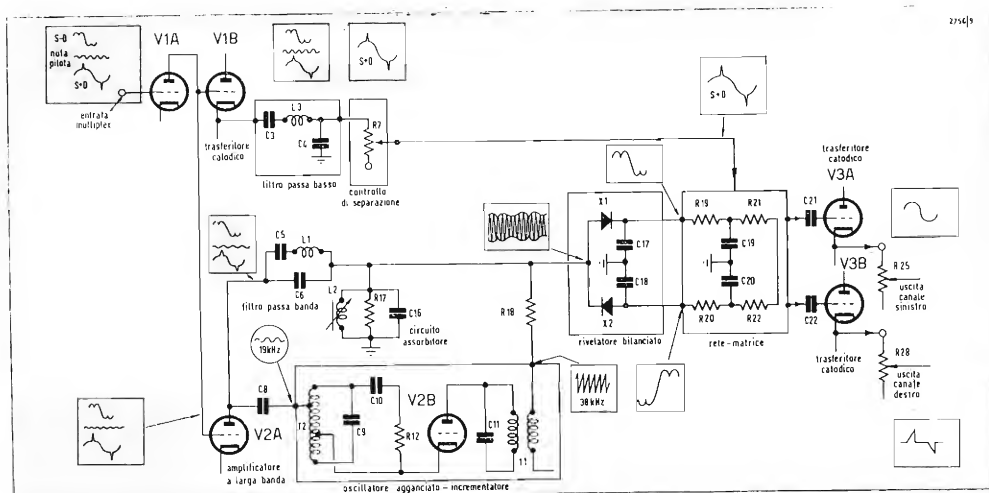 2756/9
S-D
nota
pilota
S+D
V1A
V1B
S+D
S+D
entrata
multiplex
trasferitore
catodico
L3
C3
C4
R7
filtro passa basso
controllo
di separazione
trasferitore
catodico
V3A
C5
L1
C6
filtro passa banda
L2
R17
C16
circuito
assorbitore
R18
X1
C17
C18
X2
rivelatore bilanciato
R19
R21
C19
C20
R20
R22
rete-matrice
C21
V3B
C22
R25
uscita
canale
sinistro
trasferitore
catodico
R28
uscita
canale
destro
19kHz
C8
T2
C9
C10
R12
V2B
C11
T1
38kHz
V2A
amplificatore
a larga banda
oscillatore agganciato-incrementatore